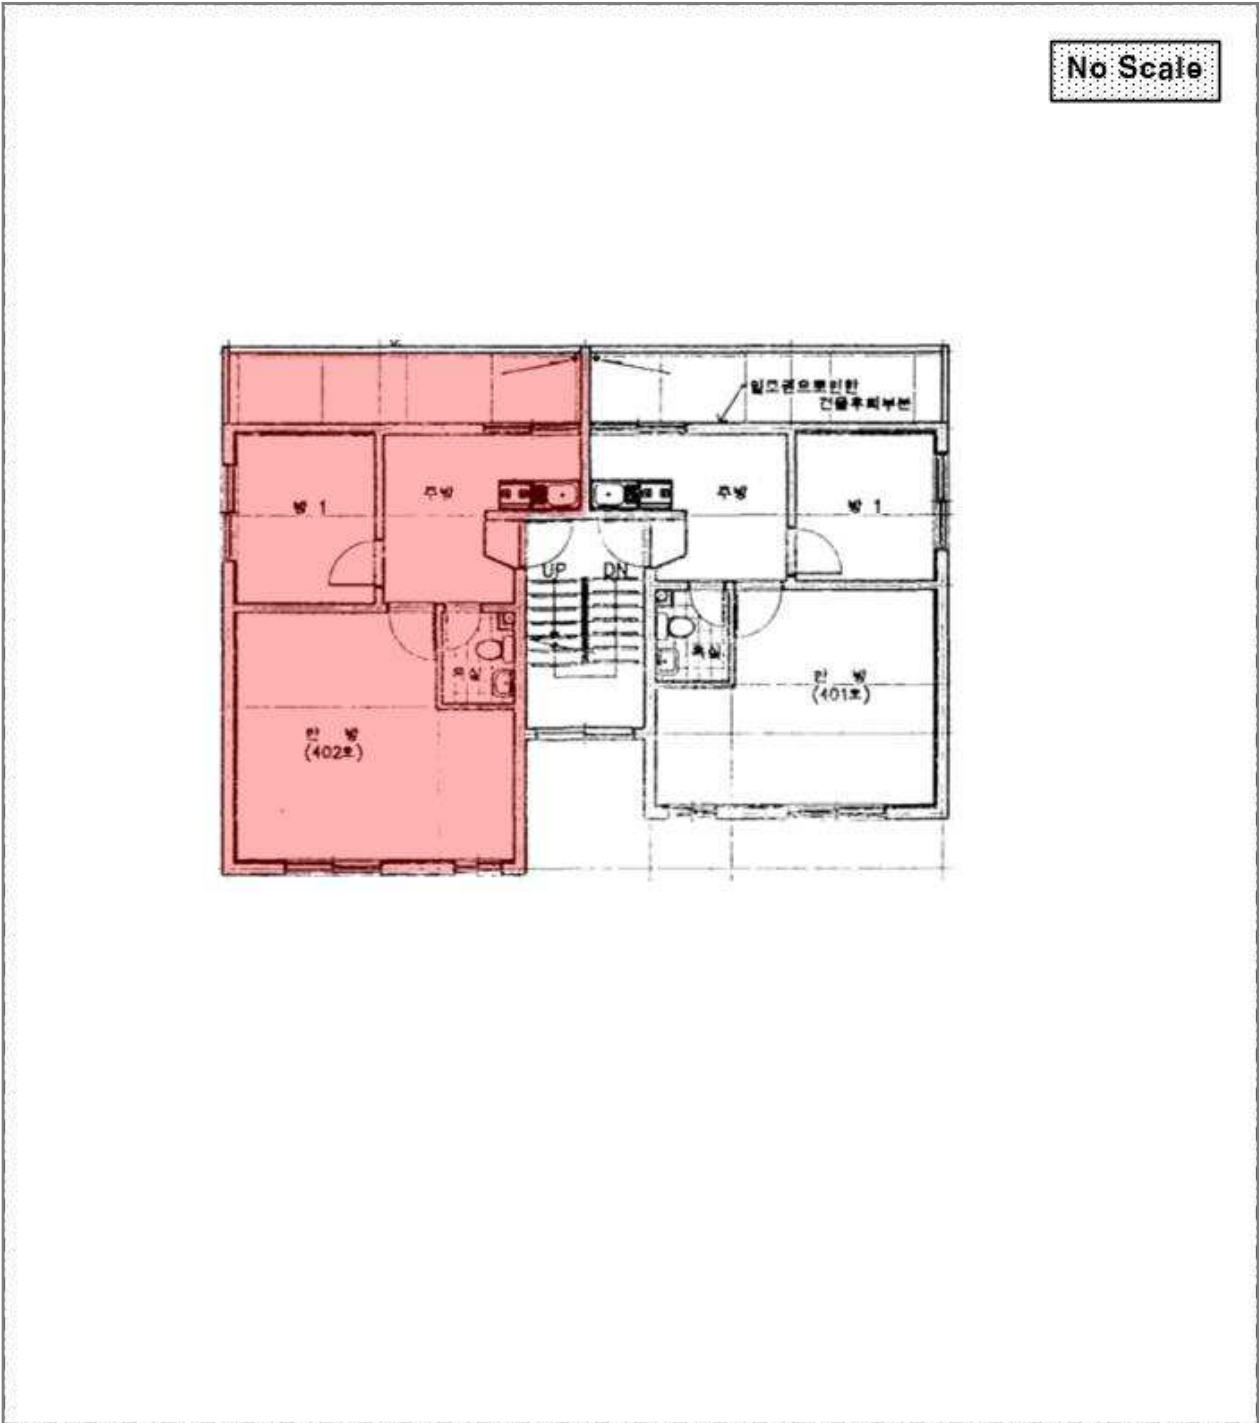 No Scale
일조권으로인한
건물후퇴부분
방 1
주방
주방
방 1
UP
DN
욕실
욕실
안 방
(401호)
안 방
(402호)